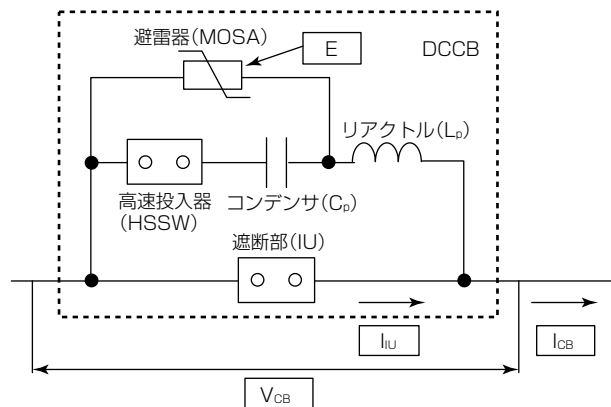 避雷器(MOSA)
E
DCCB
リアクトル(Lp)
高速投入器
(HSSW)
コンデンサ(Cp)
遮断部(IU)
IIU
ICB
VCB